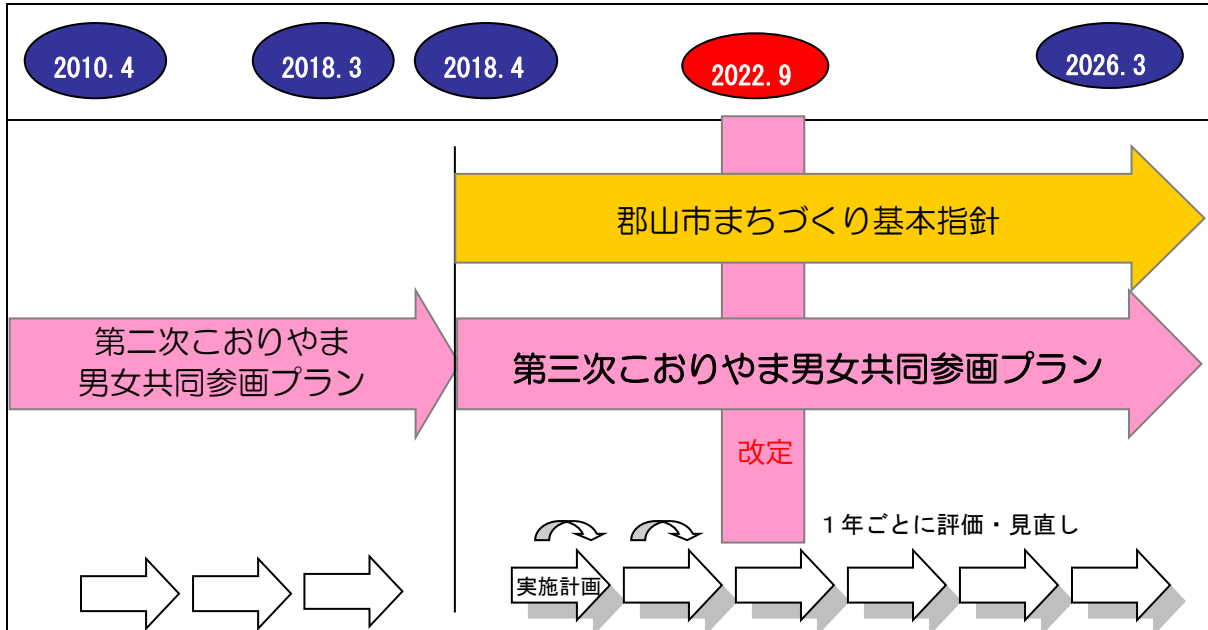 2010.4
2018.3
2018.4
2022.9
2026.3
郡山市まちづくり基本指針
第二次こおりやま
男女共同参画プラン
第三次こおりやま男女共同参画プラン
改定
１年ごとに評価・見直し
実施計画